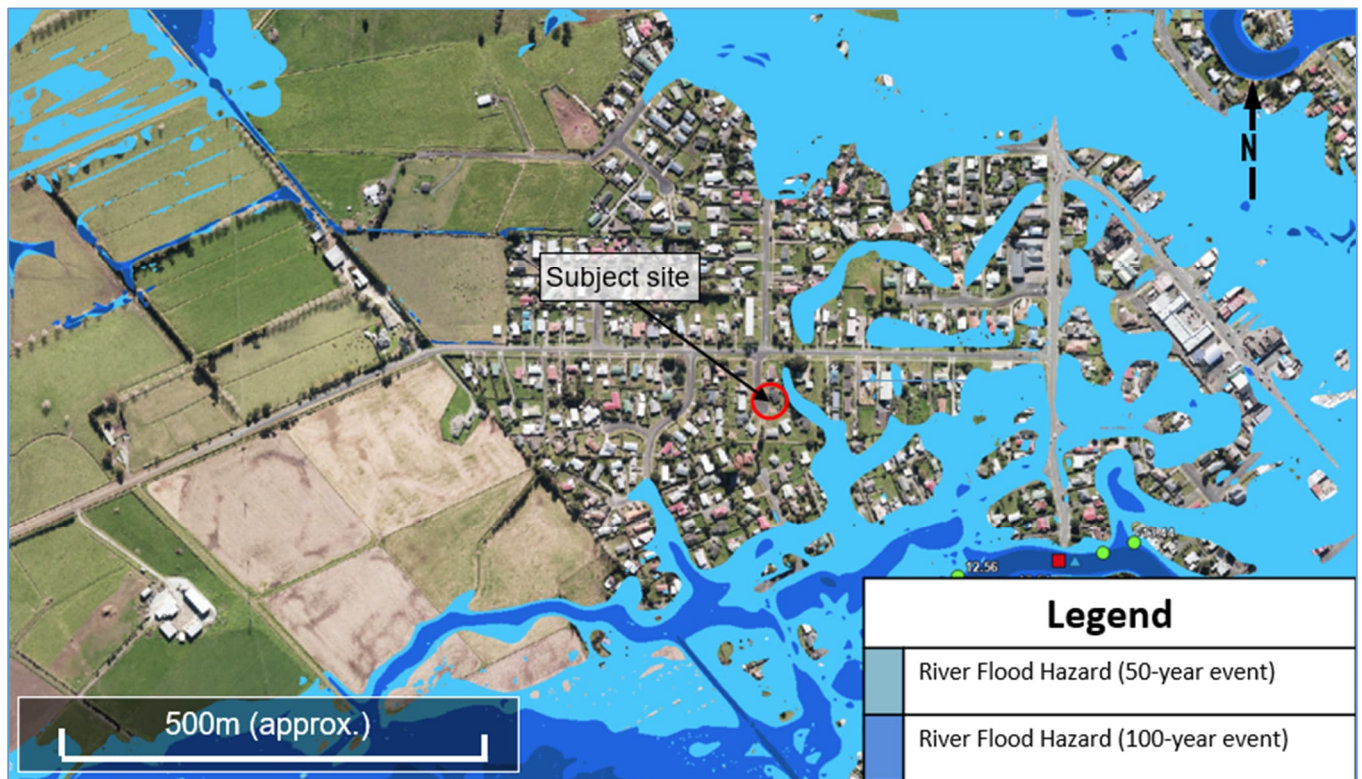 N
Subject site
12.56
Legend
River Flood Hazard (50-year event)
River Flood Hazard (100-year event)
500m (approx.)